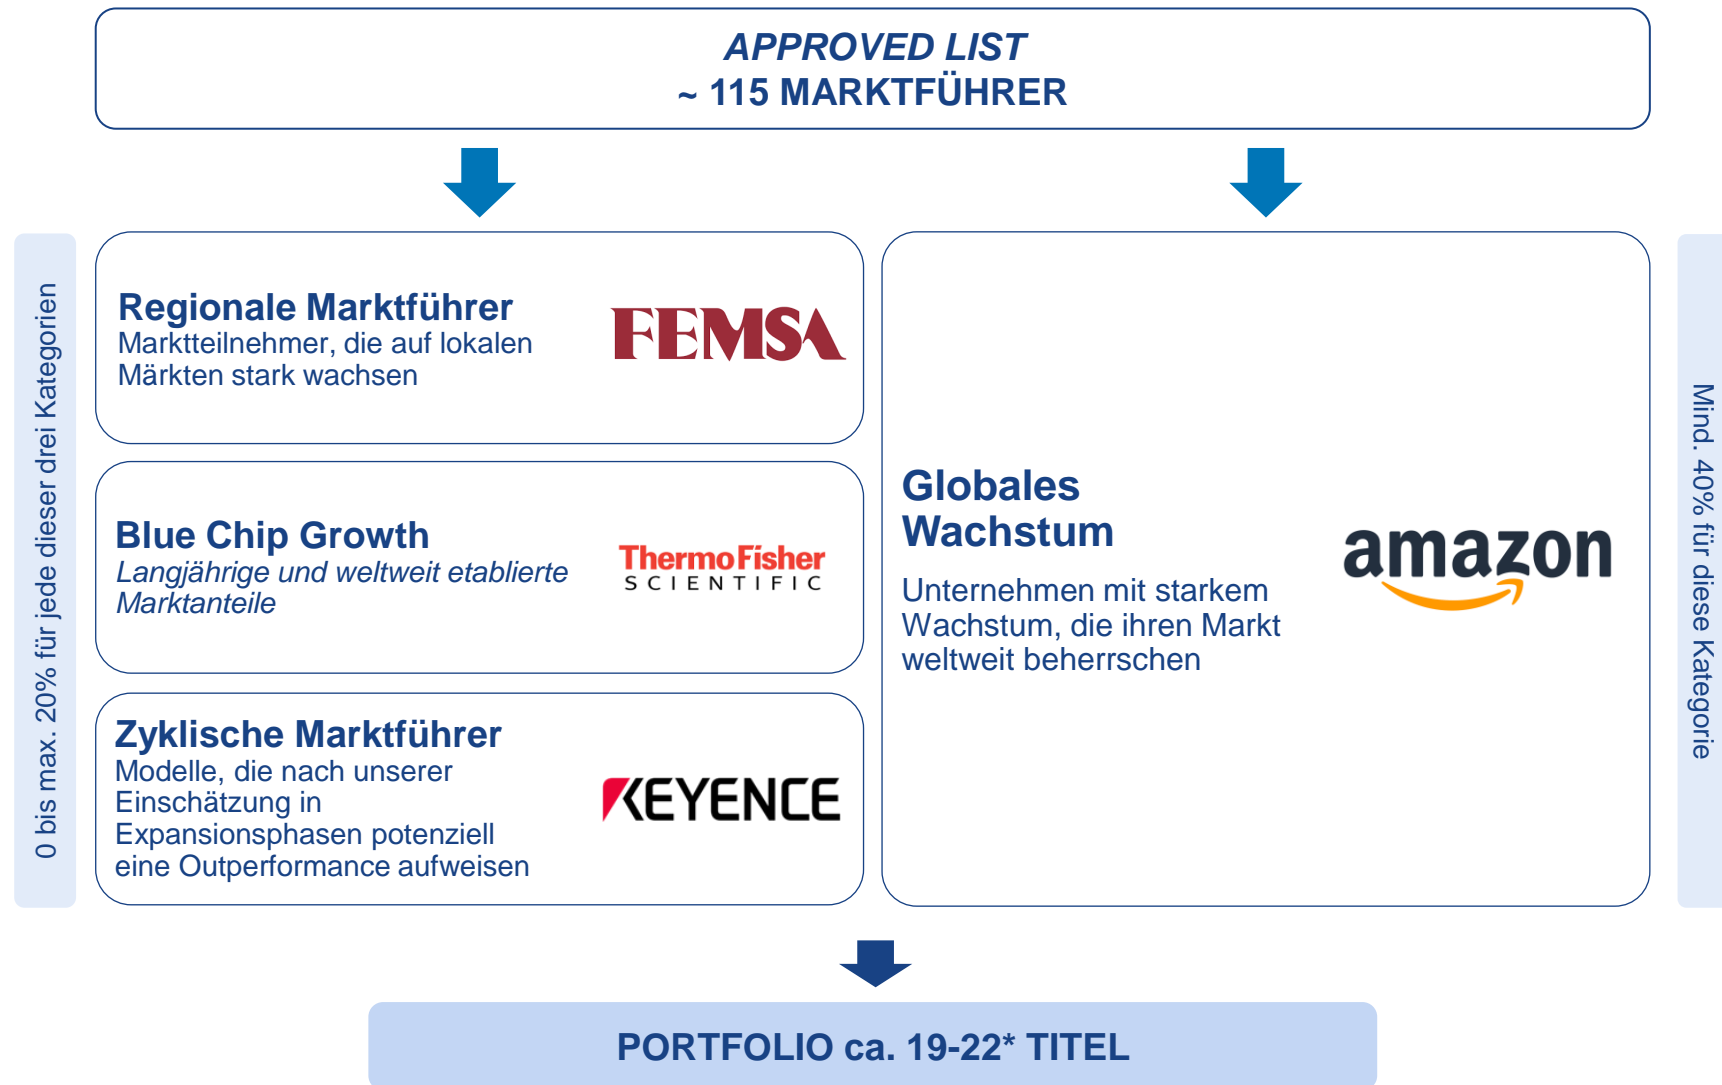 APPROVED LIST
~ 115 MARKTFÜHRER
0 bis max. 20% für jede dieser drei Kategorien
Regionale Marktführer
Marktteilnehmer, die auf lokalen
Märkten stark wachsen
FEMSA
Blue Chip Growth
Langjährige und weltweit etablierte
Marktanteile
ThermoFisher
SCIENTIFIC
Zyklische Marktführer
Modelle, die nach unserer
Einschätzung in
Expansionsphasen potenziell
eine Outperformance aufweisen
KEYENCE
Globales
Wachstum
Unternehmen mit starkem
Wachstum, die ihren Markt
weltweit beherrschen
amazon
Mind. 40% für diese Kategorie
PORTFOLIO ca. 19-22* TITEL